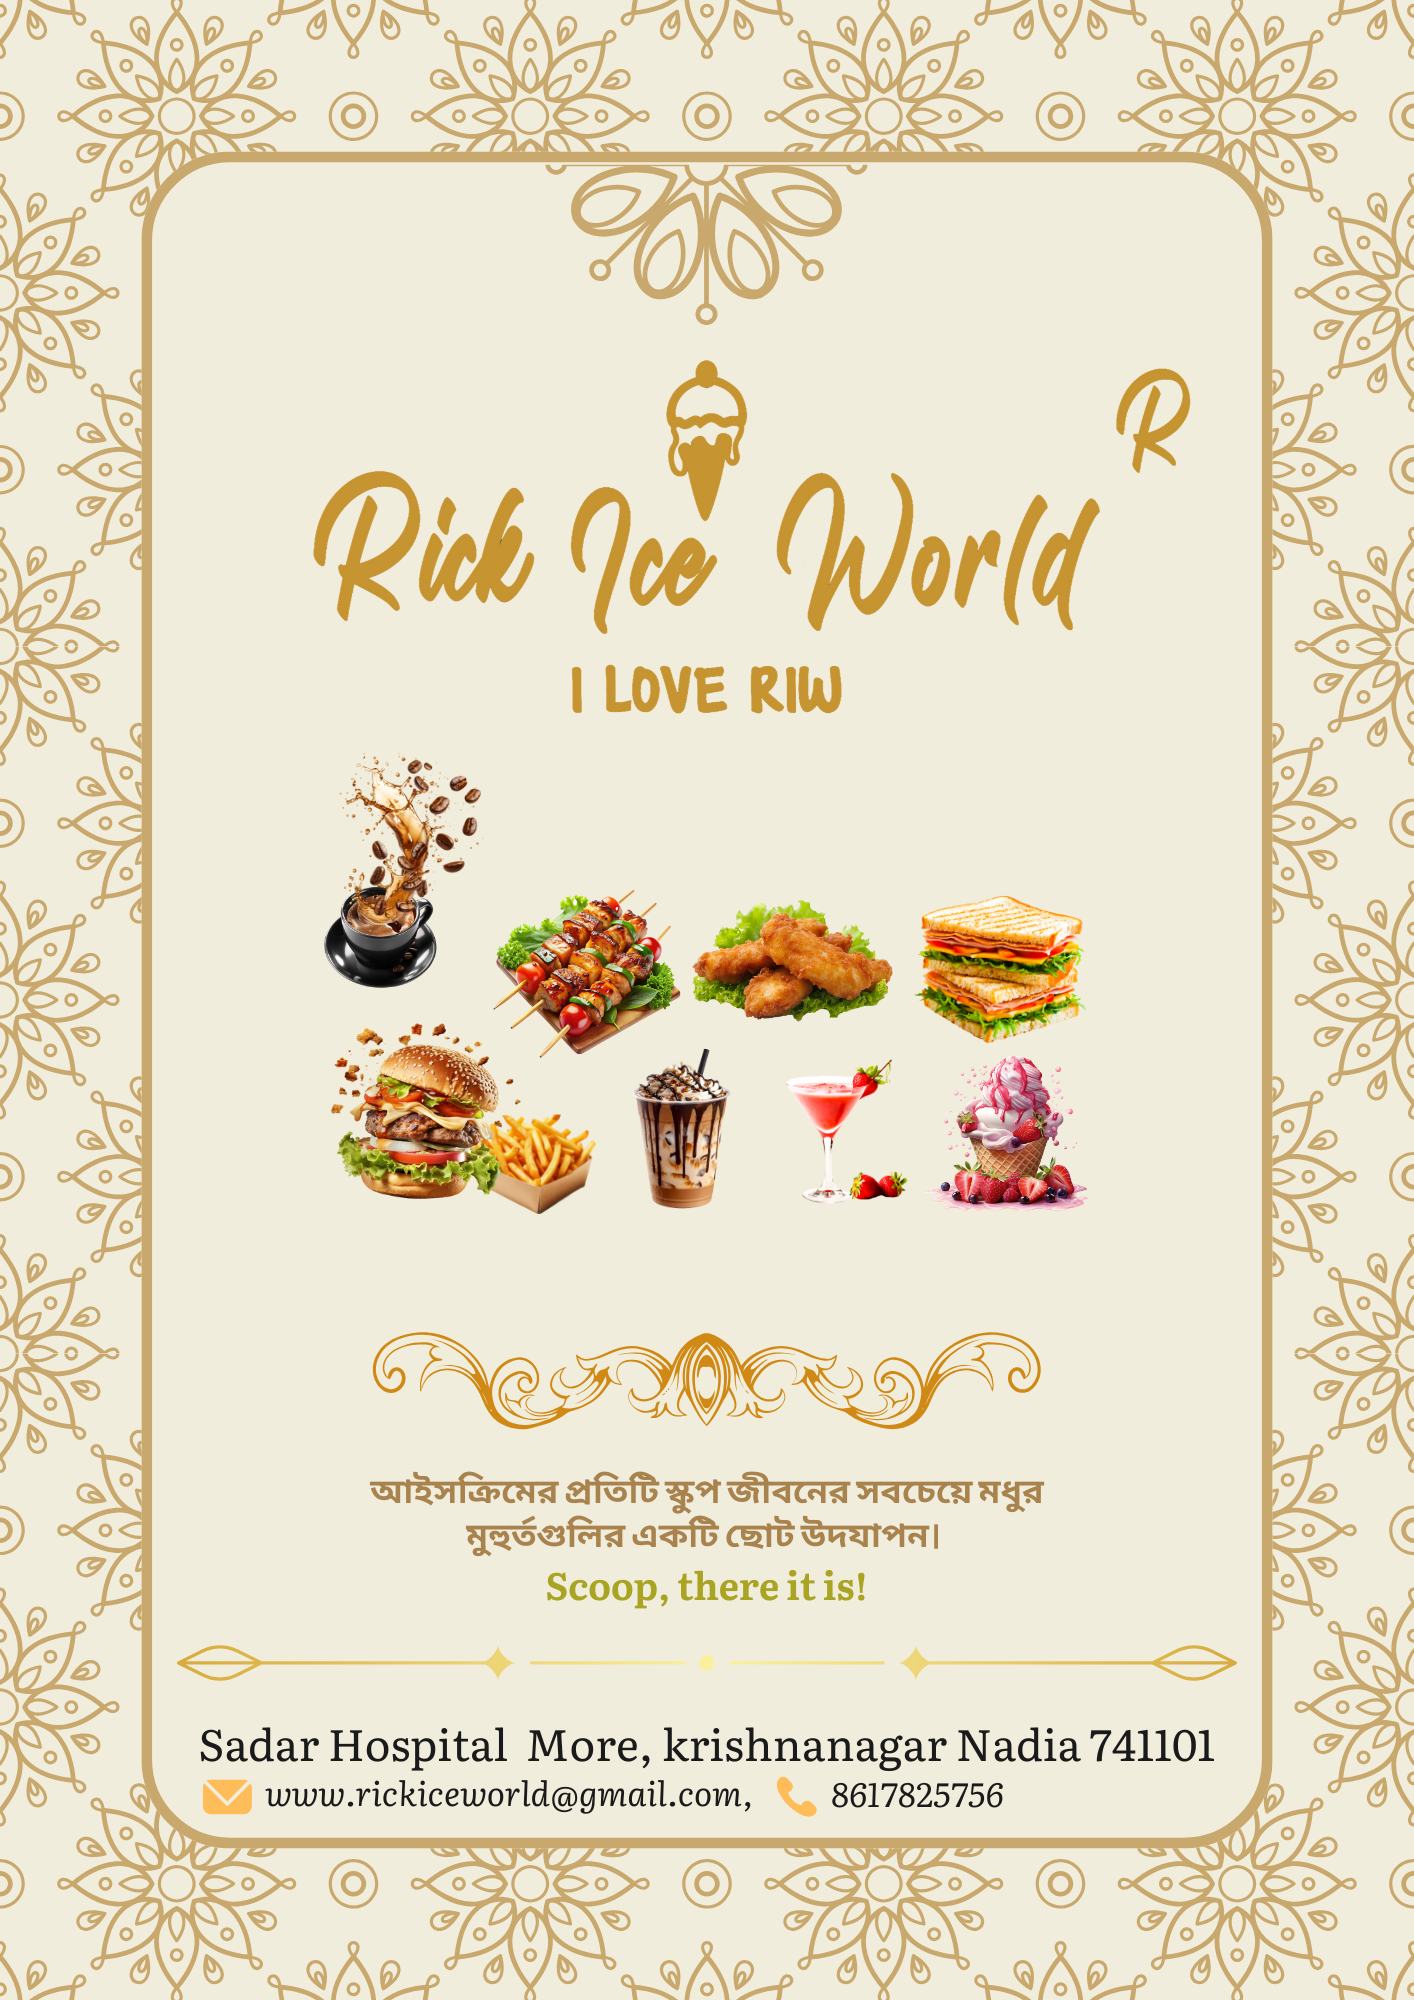 R
Rick Ice World
I LOVE RIW
আইসক্রিমের প্রতিটি স্কুপ জীবনের সবচেয়ে মধুর
মুহুর্তগুলির একটি ছোট উদযাপন।
Scoop, there it is!
Sadar Hospital More, krishnanagar Nadia 741101
www.rickiceworld@gmail.com, 8617825756